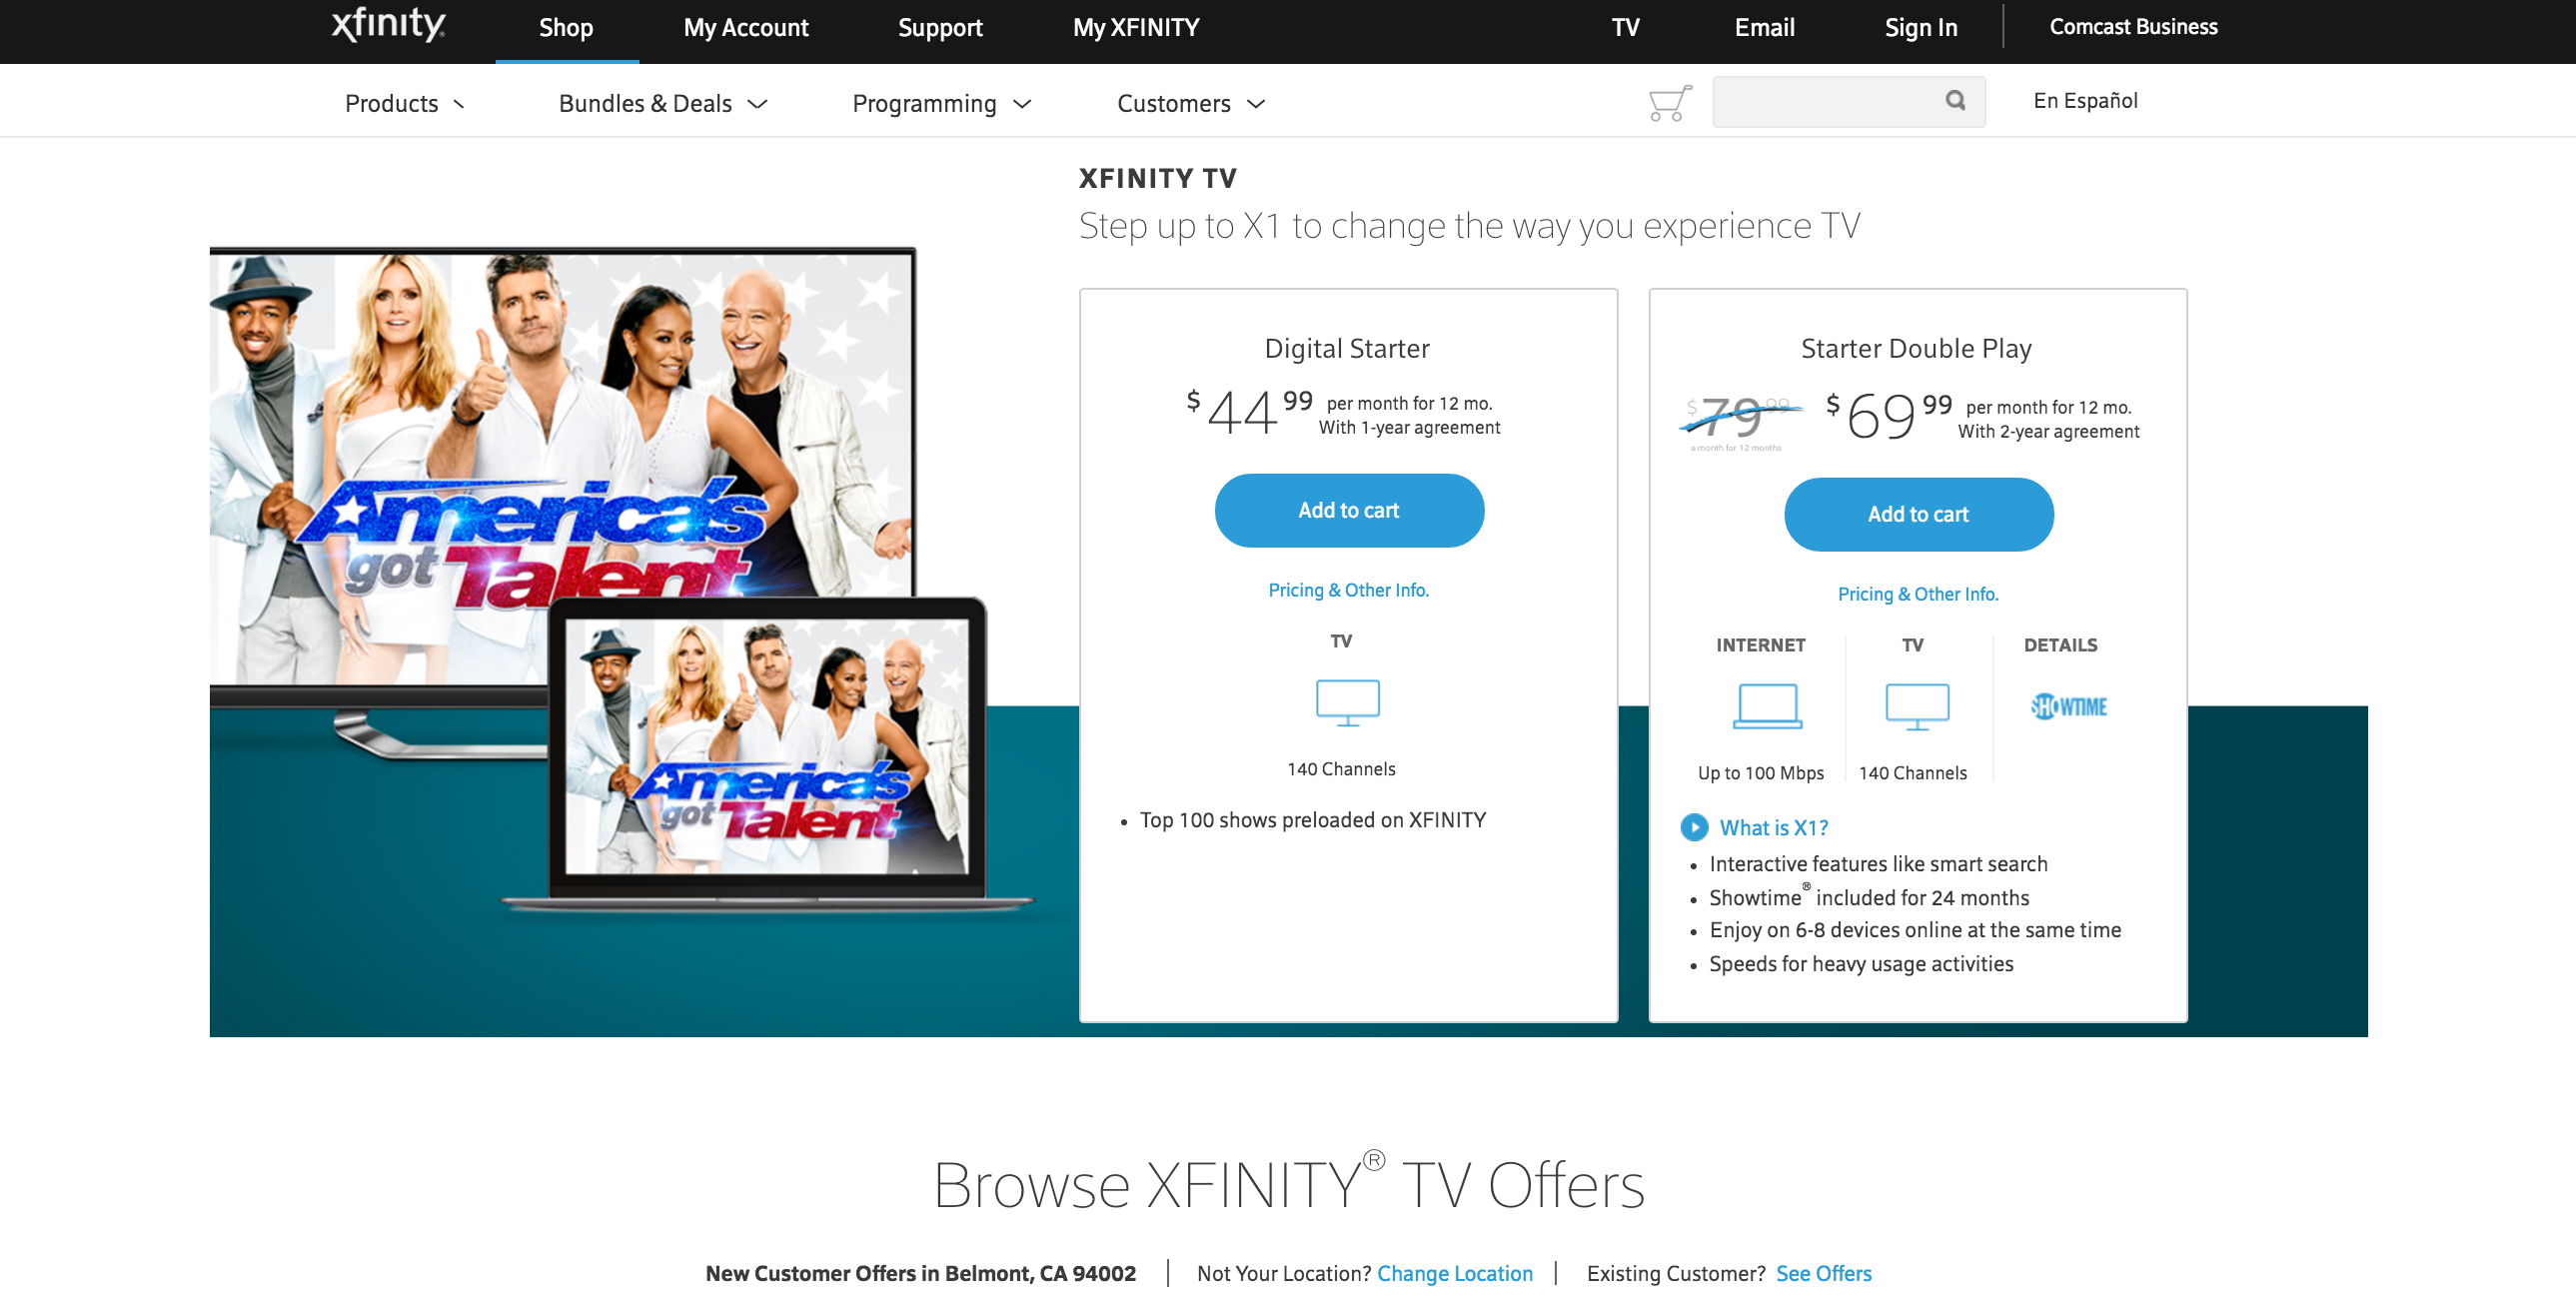 xfinity
Shop
My Account
Support
My XFINITY
TV
Email
Sign In
Comcast Business
Products
Bundles & Deals
Programming
Customers
En Español
XFINITY TV
Step up to X1 to change the way you experience TV
America's
got Talent
America's
got Talent
Digital Starter
$44.99 per month for 12 mo.
With 1-year agreement
Add to cart
Pricing & Other Info.
TV
140 Channels
• Top 100 shows preloaded on XFINITY
Starter Double Play
$79.99
a month for 12 months
$69.99 per month for 12 mo.
With 2-year agreement
Add to cart
Pricing & Other Info.
INTERNET
TV
DETAILS
SHOWTIME
Up to 100 Mbps
140 Channels
What is X1?
• Interactive features like smart search
• Showtime® included for 24 months
• Enjoy on 6-8 devices online at the same time
• Speeds for heavy usage activities
Browse XFINITY® TV Offers
New Customer Offers in Belmont, CA 94002 | Not Your Location? Change Location | Existing Customer? See Offers